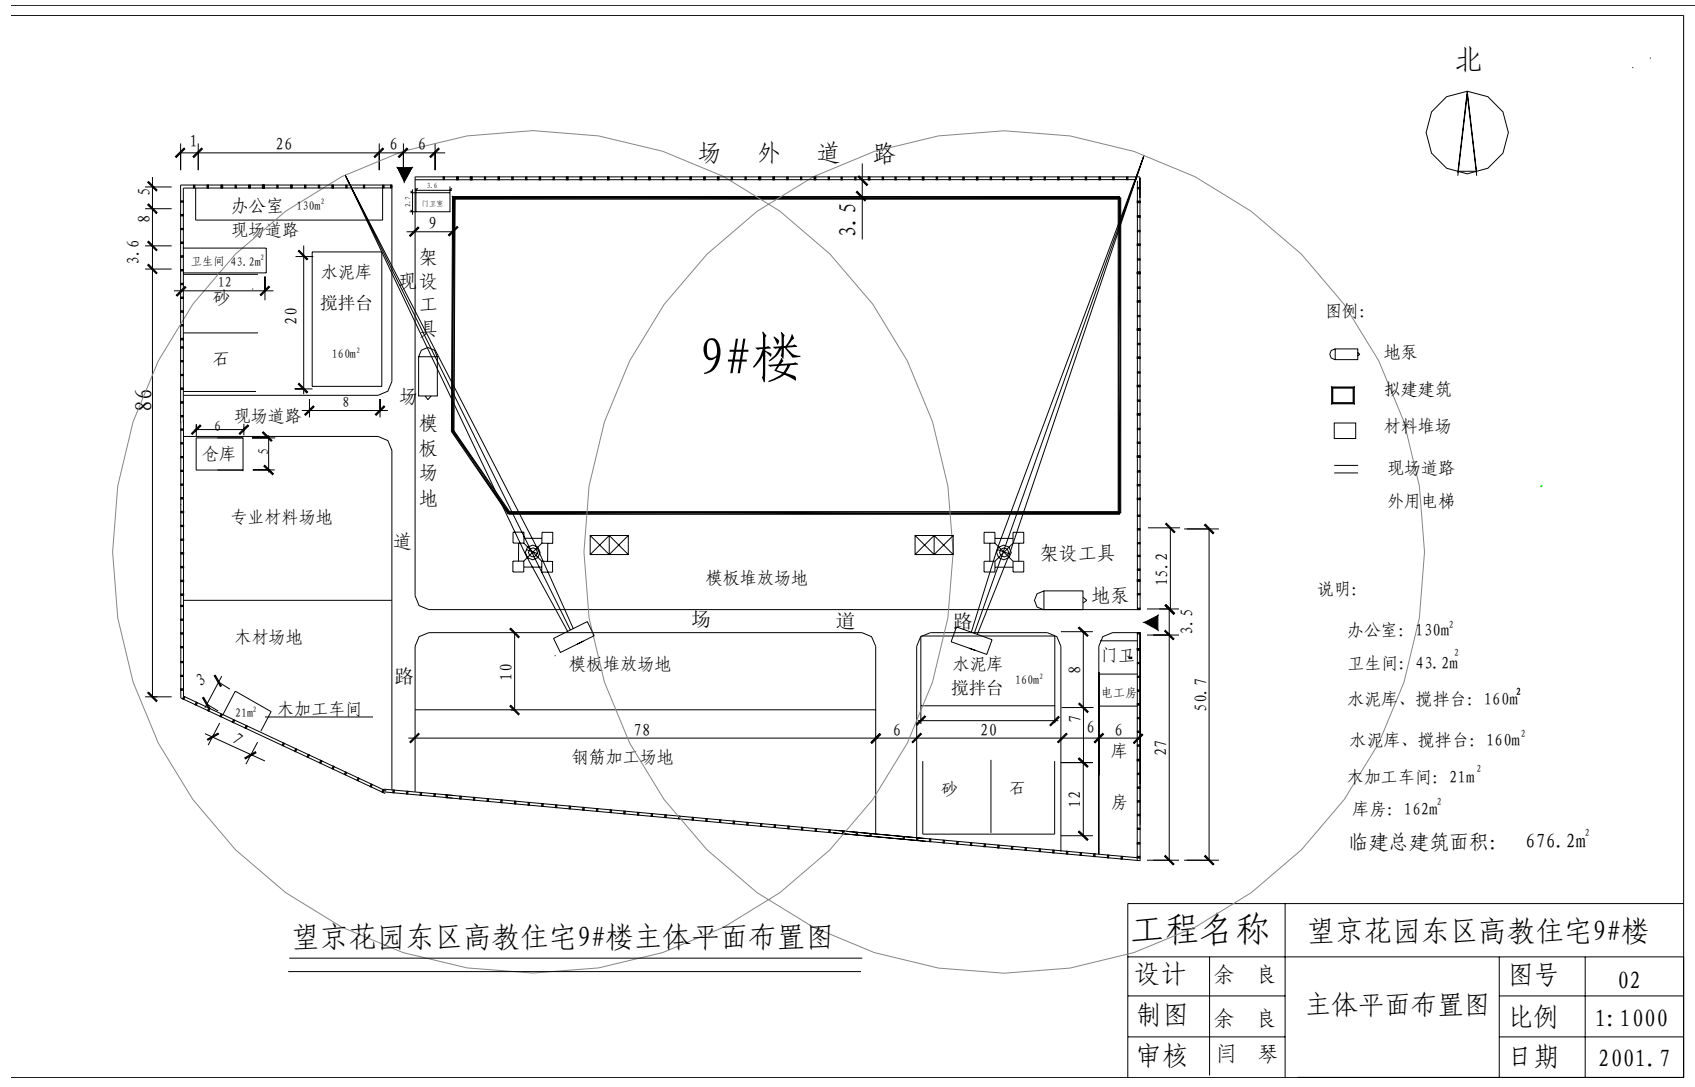 北
场 外 道 路
1 26 6 6
5
8
3.6
86
办公室 130m²
现场道路
卫生间 43.2m²
12
砂
石
20
水泥库
搅拌台
160m²
8
现场道路
6
仓库
5
专业材料场地
木材场地
3
21m²
7
木加工车间
3.6
2.7
门卫室
9
架设工具
模板场地
现 场 道 路
3.5
9#楼
模板堆放场地
架设工具
地泵
场 道 路
10
模板堆放场地
78
钢筋加工场地
6
水泥库
搅拌台 160m²
20
砂 石
8
7
12
6
门卫
电工房
6
库房
15.2
3.5
27
50.7
图例:
地泵
拟建建筑
材料堆场
现场道路
外用电梯
说明:
办公室: 130m²
卫生间: 43.2m²
水泥库、搅拌台: 160m²
水泥库、搅拌台: 160m²
木加工车间: 21m²
库房: 162m²
临建总建筑面积: 676.2m²
望京花园东区高教住宅9#楼主体平面布置图
工程名称 望京花园东区高教住宅9#楼
设计 余 良 主体平面布置图 图号 02
制图 余 良 比例 1:1000
审核 闫 琴 日期 2001.7